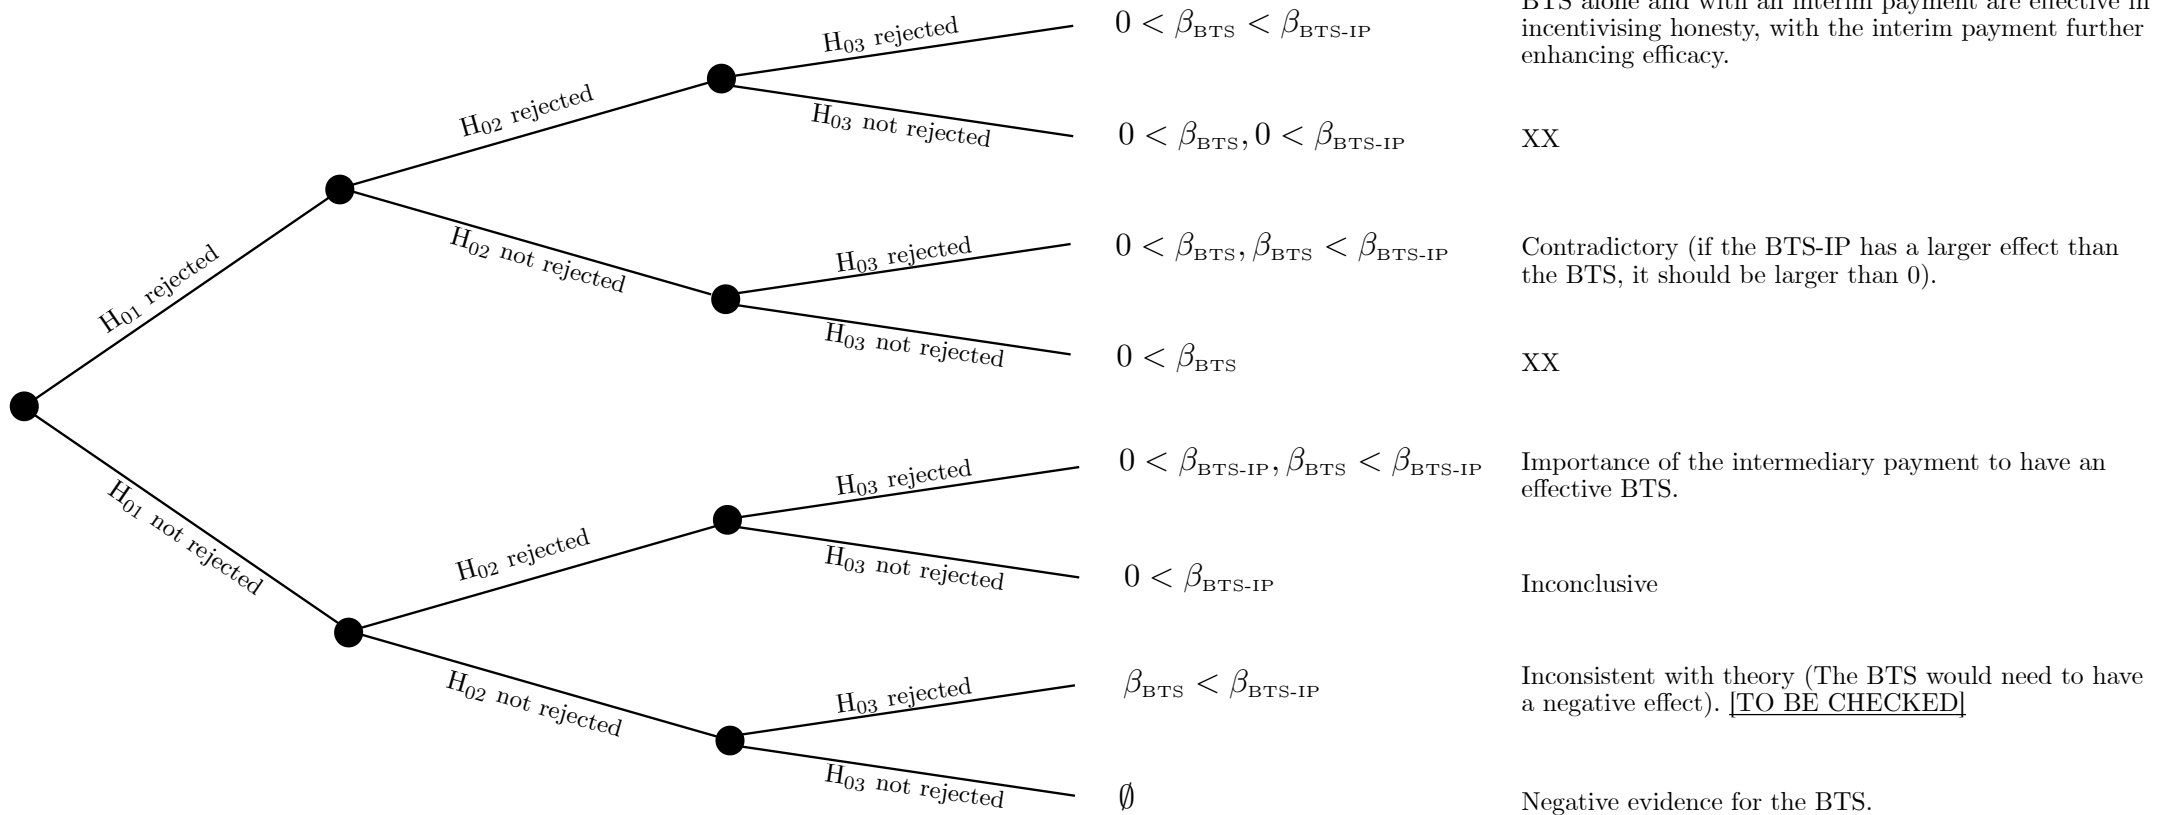 BTS alone and with an interim payment are effective in
H03 rejected
0 < βBTS < βBTS-IP
incentivising honesty, with the interim payment further
enhancing efficacy.
H02 rejected
H03 not rejected
0 < βBTS, 0 < βBTS-IP
XX
H01 rejected
H02 not rejected
H03 rejected
0 < βBTS, βBTS < βBTS-IP
Contradictory (if the BTS-IP has a larger effect than
the BTS, it should be larger than 0).
H03 not rejected
0 < βBTS
XX
H01 not rejected
H02 rejected
H03 rejected
0 < βBTS-IP, βBTS < βBTS-IP
Importance of the intermediary payment to have an
effective BTS.
H03 not rejected
0 < βBTS-IP
Inconclusive
H02 not rejected
H03 rejected
βBTS < βBTS-IP
Inconsistent with theory (The BTS would need to have
a negative effect). [TO BE CHECKED]
H03 not rejected
∅
Negative evidence for the BTS.